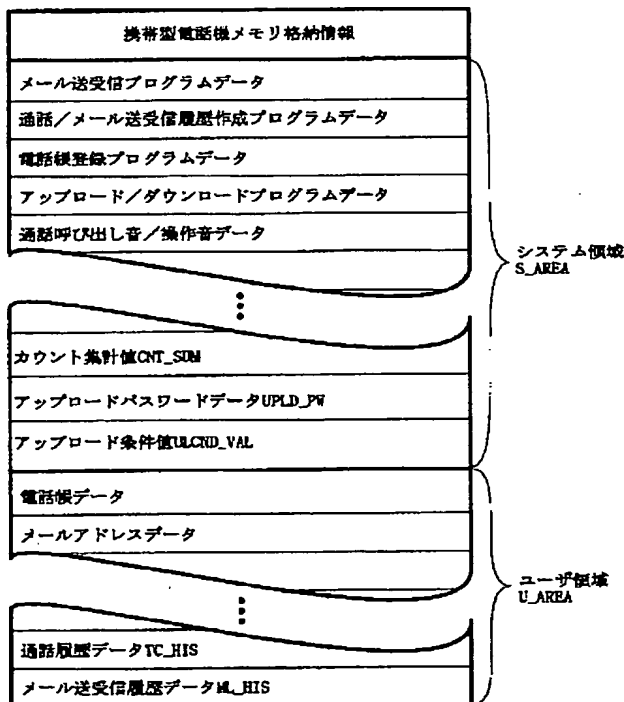 携帯型電話機メモリ格納情報
メール送受信プログラムデータ
通話／メール送受信履歴作成プログラムデータ
電話帳登録プログラムデータ
アップロード／ダウンロードプログラムデータ
通話呼び出し音／操作音データ
システム領域
S_AREA
カウント集計値CNT_SUM
アップロードパスワードデータUPLD_PW
アップロード条件値ULCND_VAL
電話帳データ
メールアドレスデータ
ユーザ領域
U_AREA
通話履歴データTC_HIS
メール送受信履歴データML_HIS